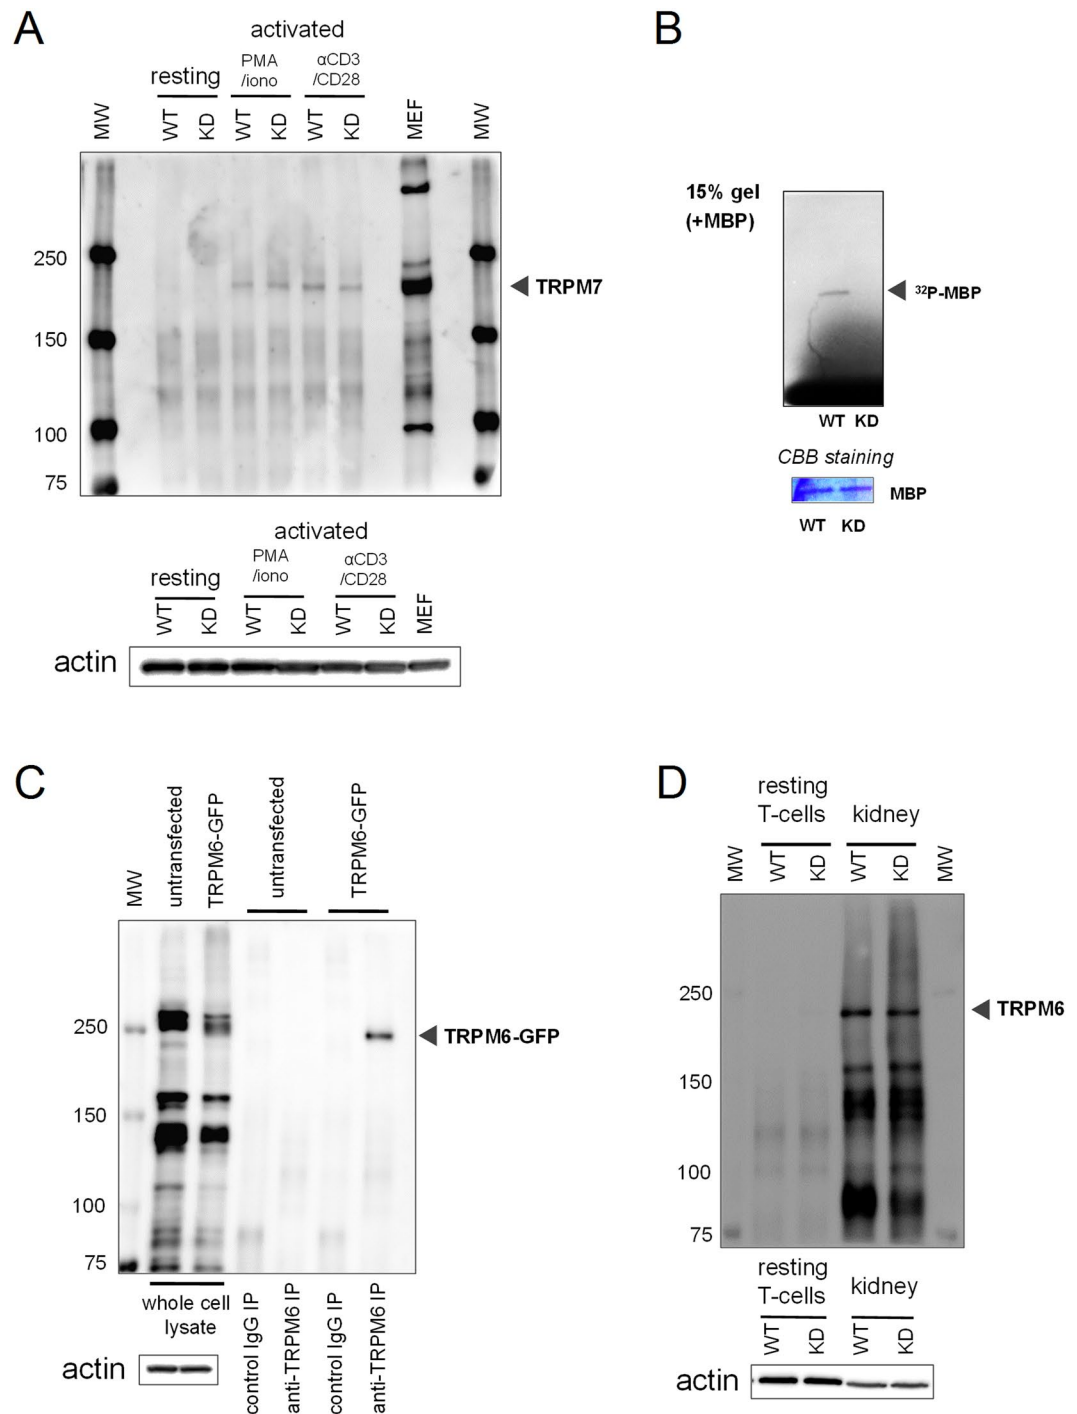 A
activated
PMA
/iono
αCD3
/CD28
resting
MW
WT
KD
WT
KD
WT
KD
MEF
MW
250
150
100
75
TRPM7
activated
PMA
/iono
αCD3
/CD28
resting
WT
KD
WT
KD
WT
KD
MEF
actin
B
15% gel
(+MBP)
32P-MBP
WT KD
CBB staining
MBP
WT KD
C
MW
untransfected
TRPM6-GFP
untransfected
TRPM6-GFP
250
150
100
75
TRPM6-GFP
whole cell
lysate
control IgG IP
anti-TRPM6 IP
control IgG IP
anti-TRPM6 IP
actin
D
resting
T-cells
kidney
MW
WT
KD
WT
KD
MW
250
150
100
75
TRPM6
resting
T-cells
kidney
WT
KD
WT
KD
actin